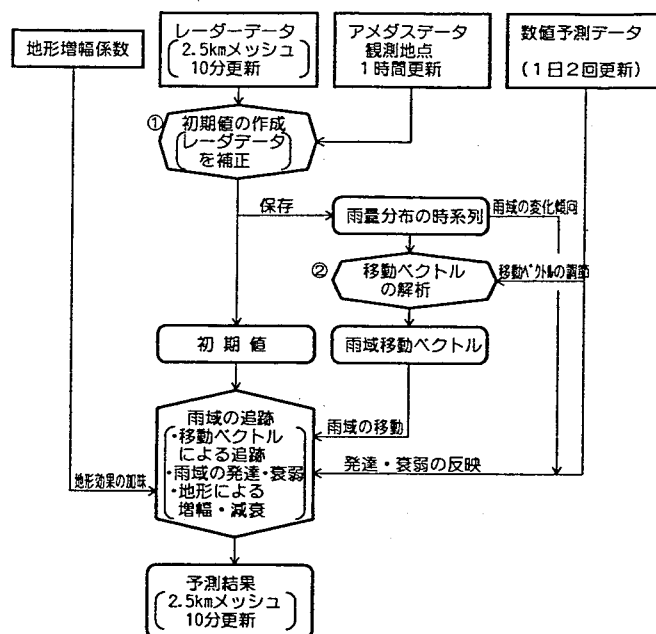 地形増幅係数
レーダーデータ
2.5kmメッシュ
10分更新
アメダスデータ
観測地点
1時間更新
数値予測データ
(1日2回更新)
①
初期値の作成
レーダデータ
を補正
保存
雨量分布の時系列
雨域の変化傾向
②
移動ベクトル
の解析
移動ベクトルの調節
初期値
雨域移動ベクトル
雨域の追跡
・移動ベクトル
による追跡
・雨域の発達・衰弱
・地形による
増幅・減衰
雨域の移動
発達・衰弱の反映
地形効果の加味
予測結果
2.5kmメッシュ
10分更新